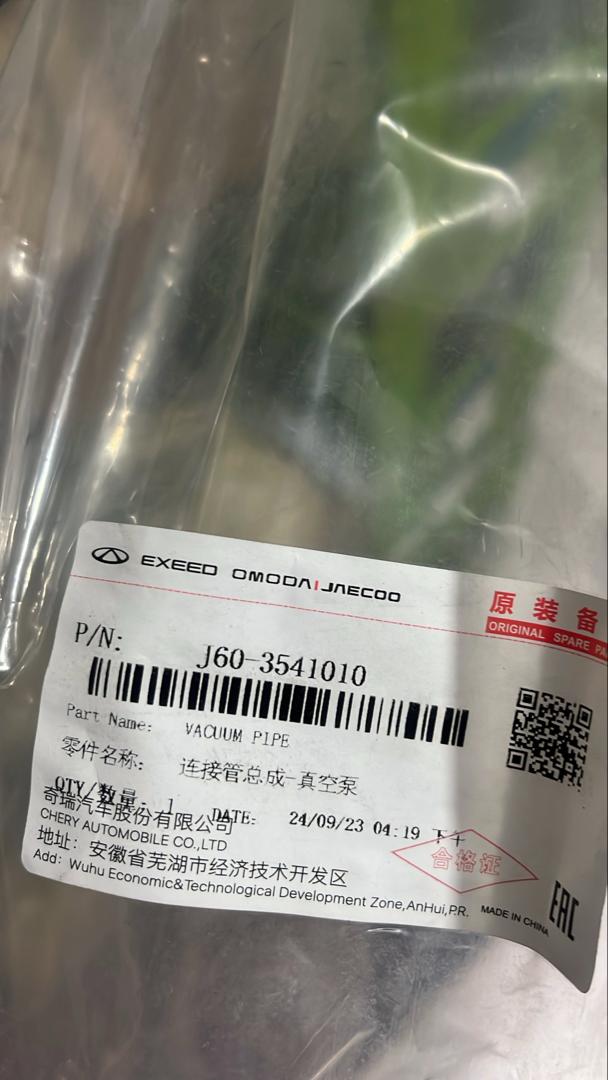 EXEED OMODA JAECOO
原装备
ORIGINAL SPARE
P/N: J60-3541010
Part Name: VACUUM PIPE
零件名称: 连接管总成-真空泵
QTY/数量: 1 DATE: 24/09/23 04:19 下午
奇瑞汽车股份有限公司
CHERY AUTOMOBILE CO.,LTD
合格证
地址: 安徽省芜湖市经济技术开发区
Add: Wuhu Economic&Technological Development Zone,AnHui,P.R.
MADE IN CHINA
EAC